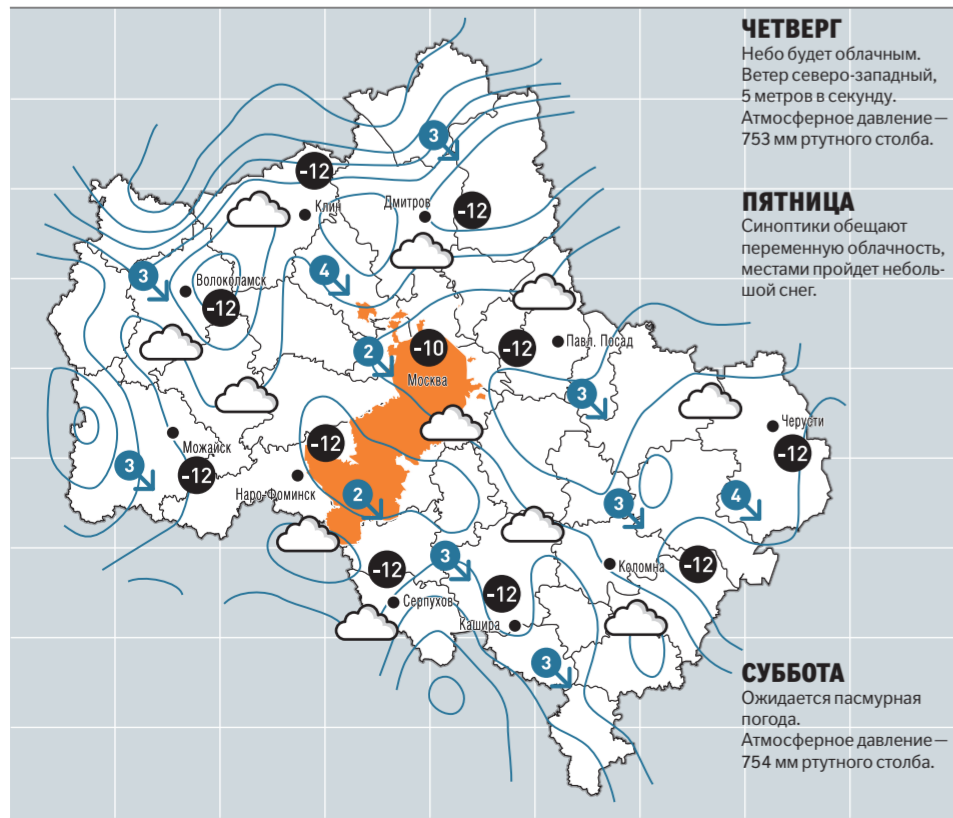 ЧЕТВЕРГ
Небо будет облачным.
Ветер северо-западный,
5 метров в секунду.
Атмосферное давление —
753 мм ртутного столба.
ПЯТНИЦА
Синоптики обещают
переменную облачность,
местами пройдет неболь-
шой снег.
СУББОТА
Ожидается пасмурная
погода.
Атмосферное давление —
754 мм ртутного столба.
3
-12
Клин
Дмитров
-12
3
Волоколамск
-12
4
2
-10
Москва
-12
Павл. Посад
3
Черусти
-12
Можайск
3
-12
-12
Наро-Фоминск
2
3
4
-12
Серпухов
3
-12
Кашира
Коломна
-12
3